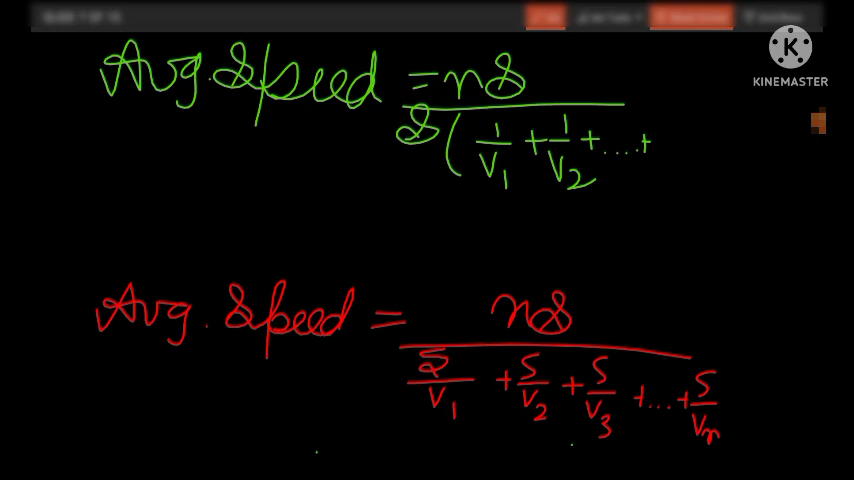 KINEMASTER
Avg. Speed = nS
S ( 1/V1 + 1/V2 + .... +
Avg. Speed = nS
S/V1 + S/V2 + S/V3 + ... + S/Vn